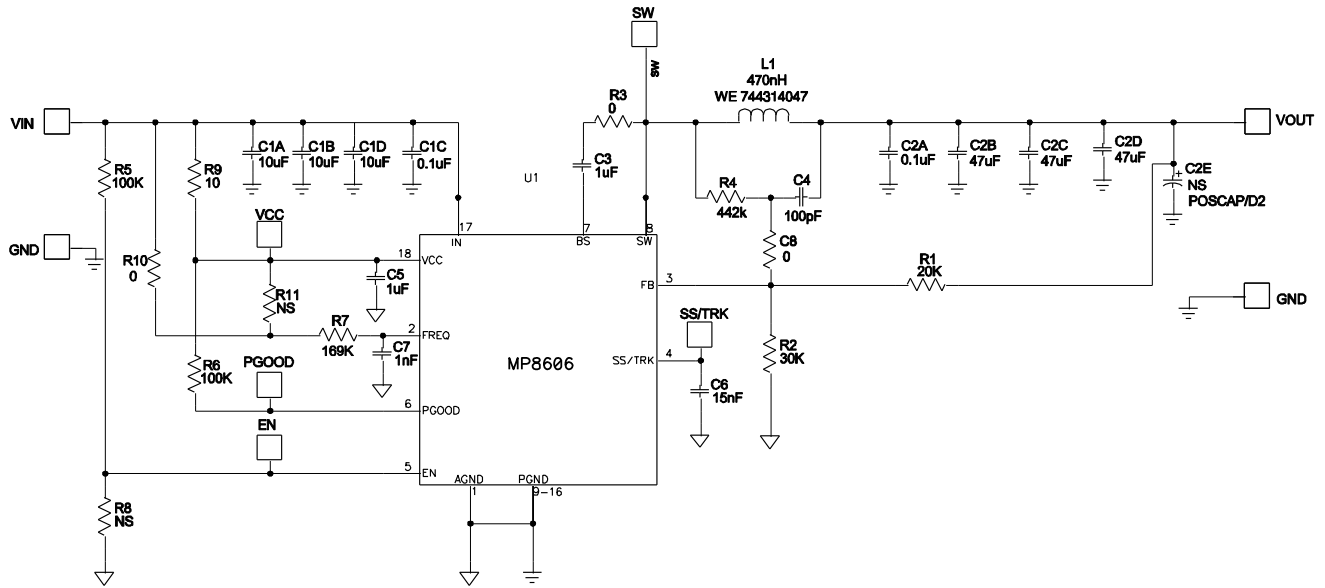 SW
SW
L1
470nH
WE 744314047
R3
0
VIN
VOUT
C1A
10uF
C1B
10uF
C1D
10uF
C1C
0.1uF
C3
1uF
C2A
0.1uF
C2B
47uF
C2C
47uF
C2D
47uF
R5
100K
R9
10
U1
R4
442k
C4
100pF
C2E
+
NS
POSCAP/D2
VCC
17
IN
7
BS
8
SW
GND
R10
0
18
VCC
C5
1uF
C8
0
R1
20K
R11
NS
3
FB
GND
R7
169K
2
FREQ
C7
1nF
SS/TRK
4
SS/TRK
R2
30K
R6
100K
PGOOD
MP8606
C6
15nF
6
PGOOD
EN
5
EN
AGND
1
PGND
9-16
R8
NS